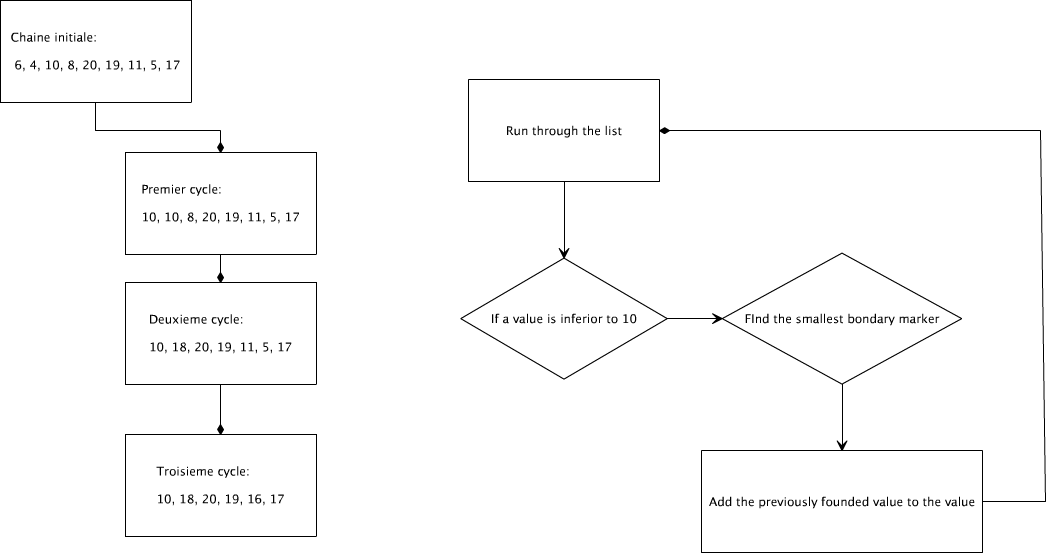 Chaine initiale:
6, 4, 10, 8, 20, 19, 11, 5, 17
Premier cycle:
10, 10, 8, 20, 19, 11, 5, 17
Deuxieme cycle:
10, 18, 20, 19, 11, 5, 17
Troisieme cycle:
10, 18, 20, 19, 16, 17
Run through the list
If a value is inferior to 10
FInd the smallest bondary marker
Add the previously founded value to the value